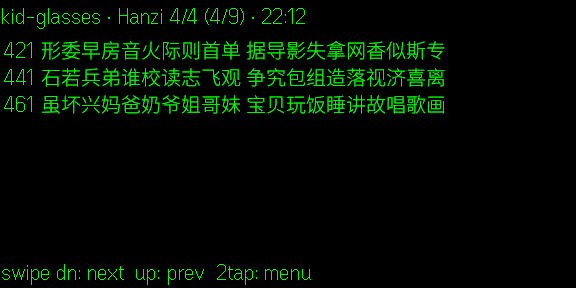 kid-glasses · Hanzi 4/4 (4/9) · 22:12
421 形委早房音火际则首单 据导影失拿网香似斯专
441 石若兵弟谁校读志飞观 争究包组造落视济喜离
461 虽坏兴妈爸奶爷姐哥妹 宝贝玩饭睡讲故唱歌画
swipe dn: next up: prev 2tap: menu